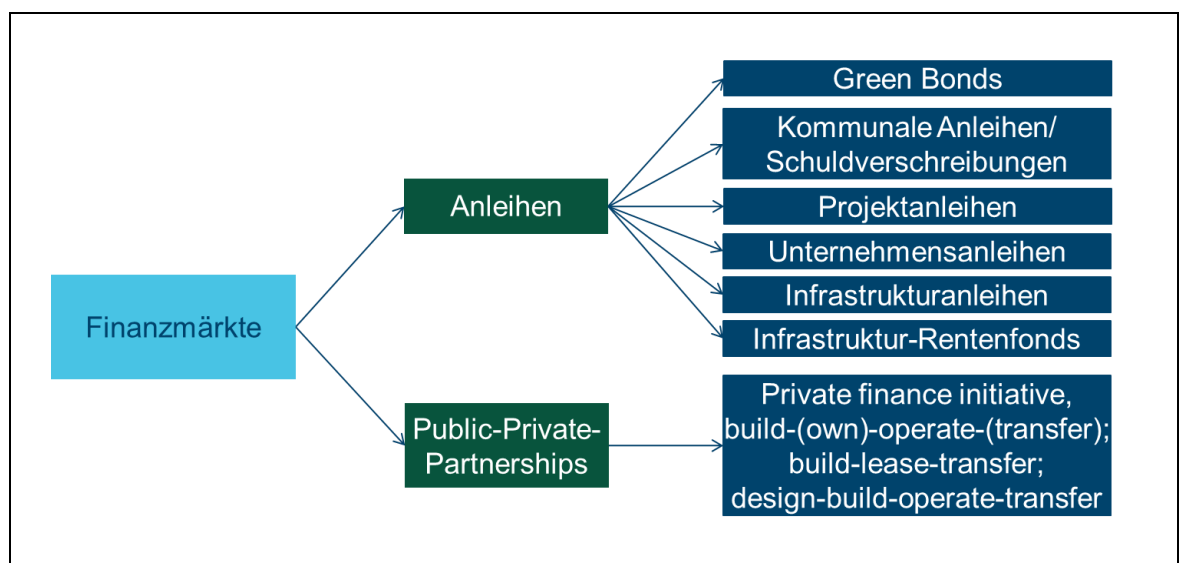 Finanzmärkte
Anleihen
Public-Private-
Partnerships
Green Bonds
Kommunale Anleihen/
Schuldverschreibungen
Projektanleihen
Unternehmensanleihen
Infrastrukturanleihen
Infrastruktur-Rentenfonds
Private finance initiative,
build-(own)-operate-(transfer);
build-lease-transfer;
design-build-operate-transfer